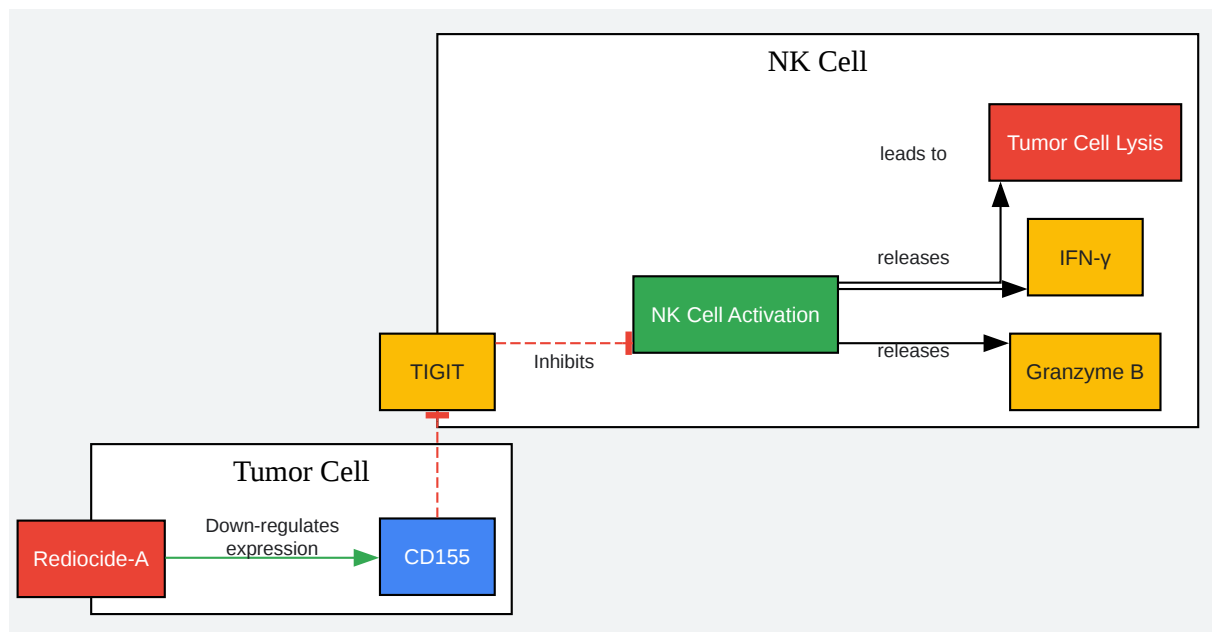 NK Cell
leads to
Tumor Cell Lysis
releases
IFN-γ
NK Cell Activation
releases
Granzyme B
TIGIT
Inhibits
Tumor Cell
Rediocide-A
Down-regulates
expression
CD155